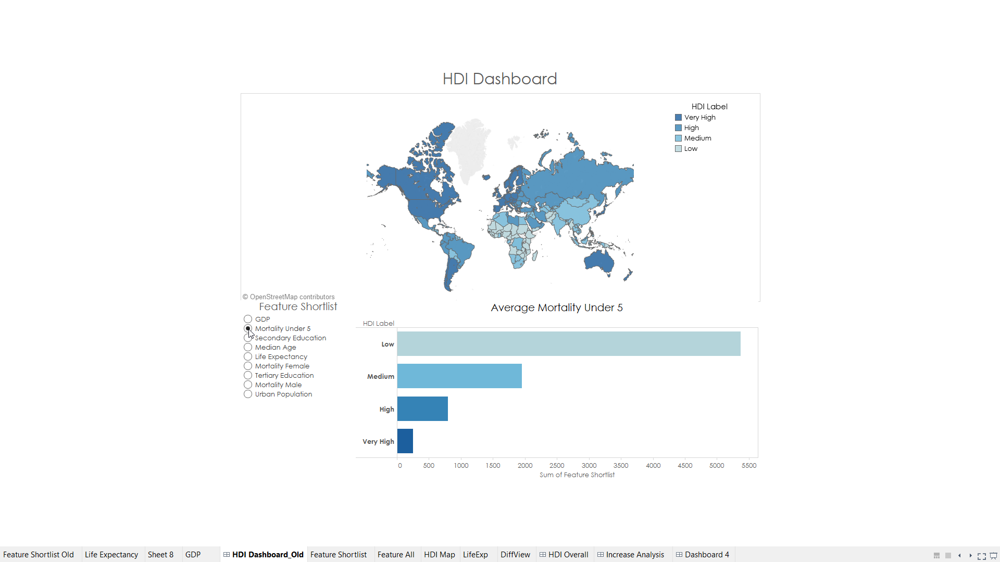 HDI Dashboard
HDI Label
Very High
High
Medium
Low
© OpenStreetMap contributors
Feature Shortlist
GDP
Mortality Under 5
Secondary Education
Median Age
Life Expectancy
Mortality Female
Tertiary Education
Mortality Male
Urban Population
Average Mortality Under 5
HDI Label
Low
Medium
High
Very High
0 500 1000 1500 2000 2500 3000 3500 4000 4500 5000 5500
Sum of Feature Shortlist
Feature Shortlist Old Life Expectancy Sheet 8 GDP HDI Dashboard_Old Feature Shortlist Feature All HDI Map LifeExp DiffView HDI Overall Increase Analysis Dashboard 4